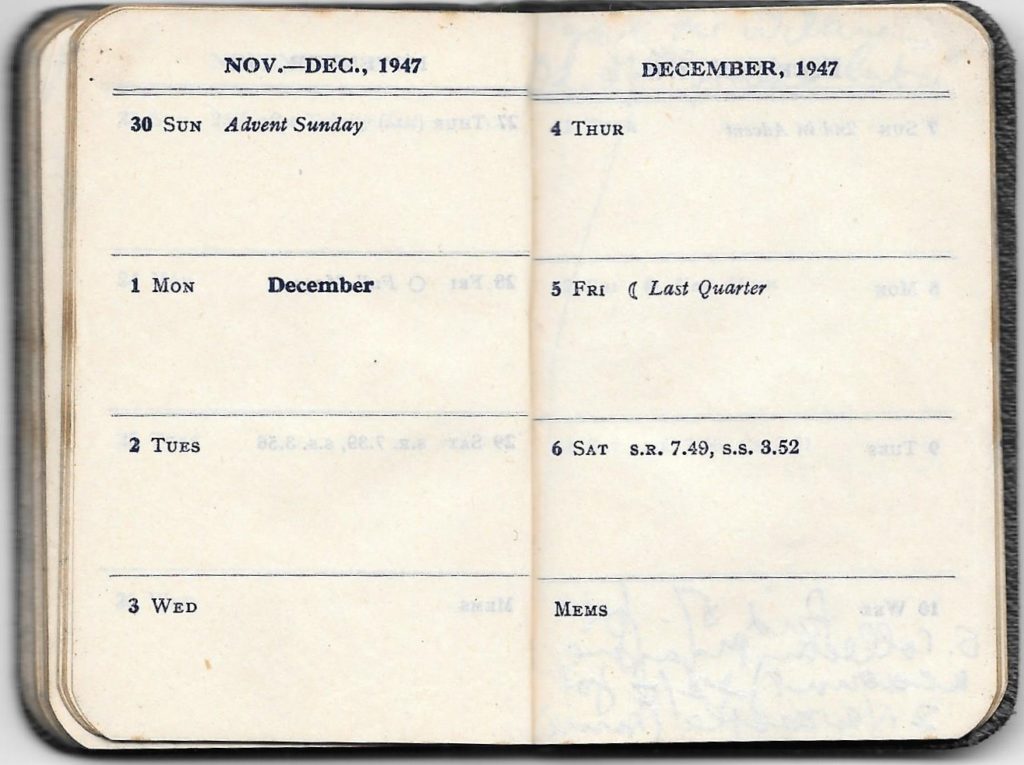 NOV.—DEC., 1947
30 SUN Advent Sunday
1 MON December
2 TUES
3 WED
DECEMBER, 1947
4 THUR
5 FRI ☾ Last Quarter
6 SAT S.R. 7.49, S.S. 3.52
MEMS